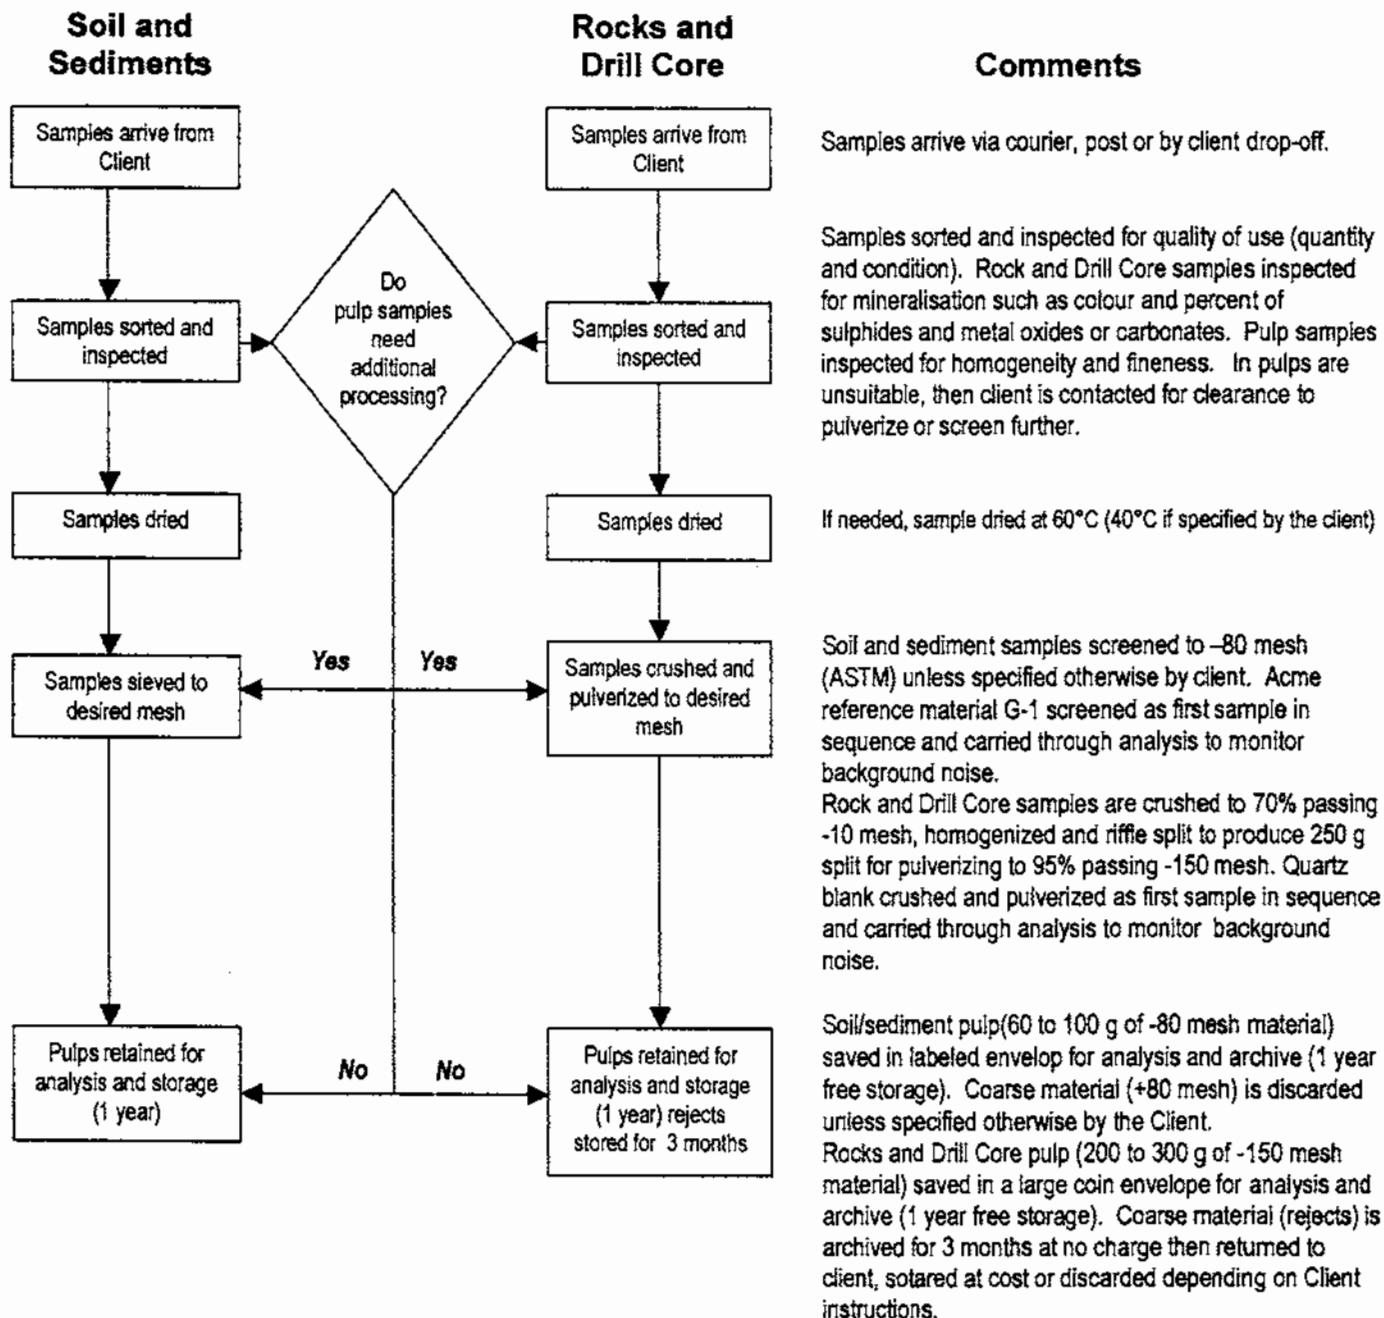 Soil and
Sediments
Rocks and
Drill Core
Comments
Samples arrive from
Client
Samples arrive from
Client
Samples arrive via courier, post or by client drop-off.
Samples sorted and
inspected
Do
pulp samples
need
additional
processing?
Samples sorted and
inspected
Samples sorted and inspected for quality of use (quantity
and condition). Rock and Drill Core samples inspected
for mineralisation such as colour and percent of
sulphides and metal oxides or carbonates. Pulp samples
inspected for homogeneity and fineness. In pulps are
unsuitable, then client is contacted for clearance to
pulverize or screen further.
Samples dried
Samples dried
If needed, sample dried at 60°C (40°C if specified by the client)
Samples sieved to
desired mesh
Yes
Yes
Samples crushed and
pulverized to desired
mesh
Soil and sediment samples screened to –80 mesh
(ASTM) unless specified otherwise by client. Acme
reference material G-1 screened as first sample in
sequence and carried through analysis to monitor
background noise.
Rock and Drill Core samples are crushed to 70% passing
-10 mesh, homogenized and riffle split to produce 250 g
split for pulverizing to 95% passing -150 mesh. Quartz
blank crushed and pulverized as first sample in sequence
and carried through analysis to monitor background
noise.
Pulps retained for
analysis and storage
(1 year)
No
No
Pulps retained for
analysis and storage
(1 year) rejects
stored for 3 months
Soil/sediment pulp(60 to 100 g of -80 mesh material)
saved in labeled envelop for analysis and archive (1 year
free storage). Coarse material (+80 mesh) is discarded
unless specified otherwise by the Client.
Rocks and Drill Core pulp (200 to 300 g of -150 mesh
material) saved in a large coin envelope for analysis and
archive (1 year free storage). Coarse material (rejects) is
archived for 3 months at no charge then returned to
client, sotared at cost or discarded depending on Client
instructions.